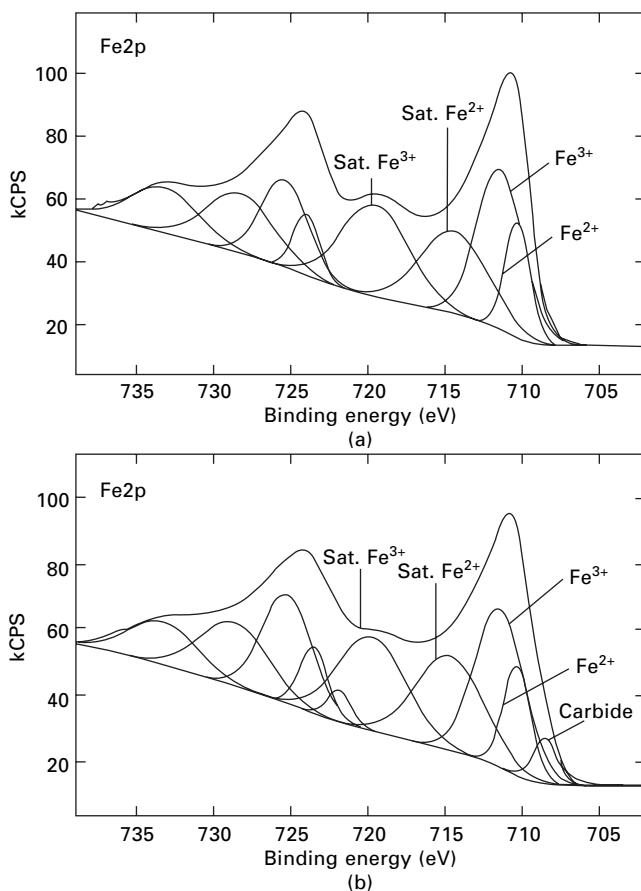 Fe2p
100
80
60
40
20
kCPS
Sat. Fe³⁺
Sat. Fe²⁺
Fe³⁺
Fe²⁺
735 730 725 720 715 710 705
Binding energy (eV)
(a)
Fe2p
100
80
60
40
20
kCPS
Sat. Fe³⁺
Sat. Fe²⁺
Fe³⁺
Fe²⁺
Carbide
735 730 725 720 715 710 705
Binding energy (eV)
(b)